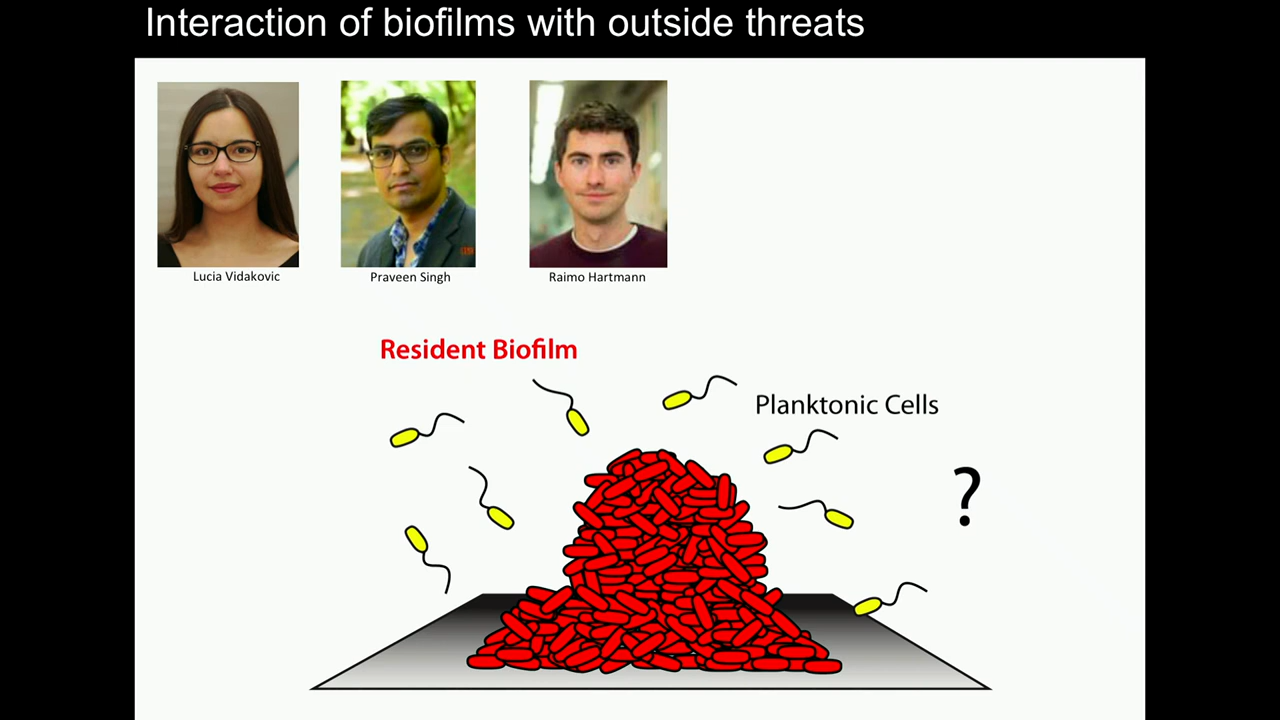 Interaction of biofilms with outside threats
Lucia Vidakovic
Praveen Singh
Raimo Hartmann
Resident Biofilm
Planktonic Cells
?